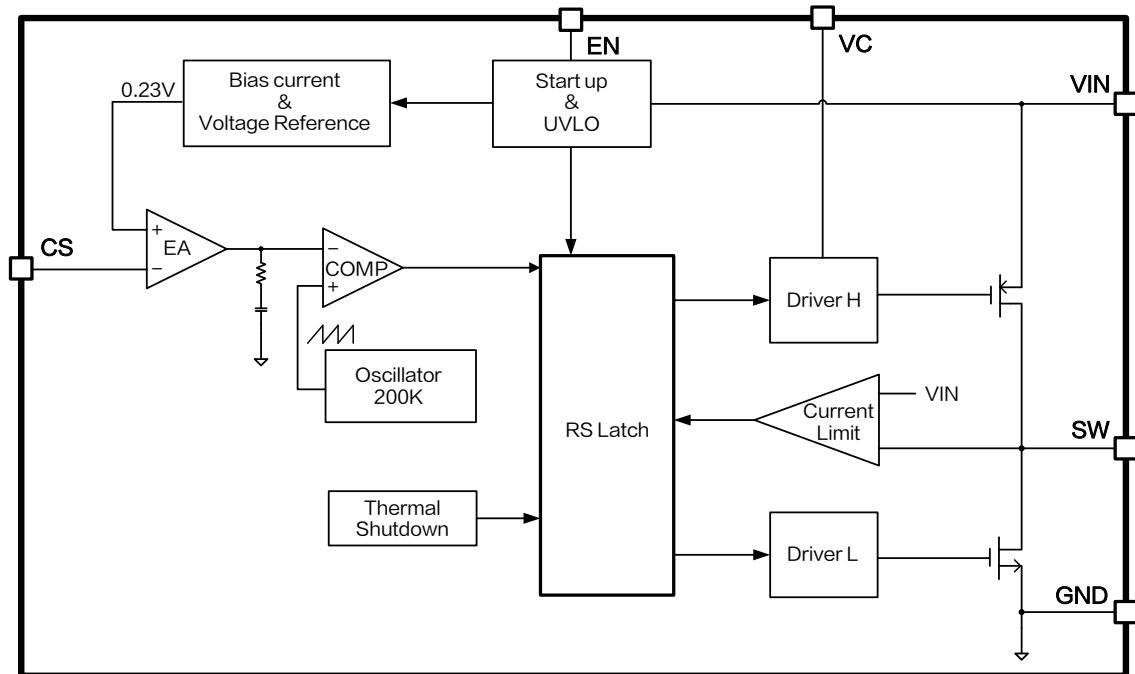 EN
VC
0.23V
Bias current
&
Voltage Reference
Start up
&
UVLO
VIN
CS
+
EA
−
−
COMP
+
Driver H
Oscillator
200K
RS Latch
VIN
Current
Limit
SW
Thermal
Shutdown
Driver L
GND